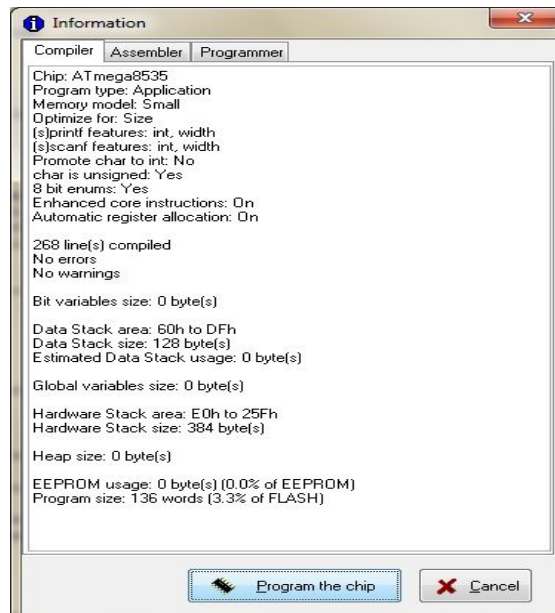 Information
Compiler Assembler Programmer
Chip: ATmega8535
Program type: Application
Memory model: Small
Optimize for: Size
(s)printf features: int, width
(s)scanf features: int, width
Promote char to int: No
char is unsigned: Yes
8 bit enums: Yes
Enhanced core instructions: On
Automatic register allocation: On
268 line(s) compiled
No errors
No warnings
Bit variables size: 0 byte(s)
Data Stack area: 60h to DFh
Data Stack size: 128 byte(s)
Estimated Data Stack usage: 0 byte(s)
Global variables size: 0 byte(s)
Hardware Stack area: E0h to 25Fh
Hardware Stack size: 384 byte(s)
Heap size: 0 byte(s)
EEPROM usage: 0 byte(s) (0.0% of EEPROM)
Program size: 136 words (3.3% of FLASH)
Program the chip Cancel